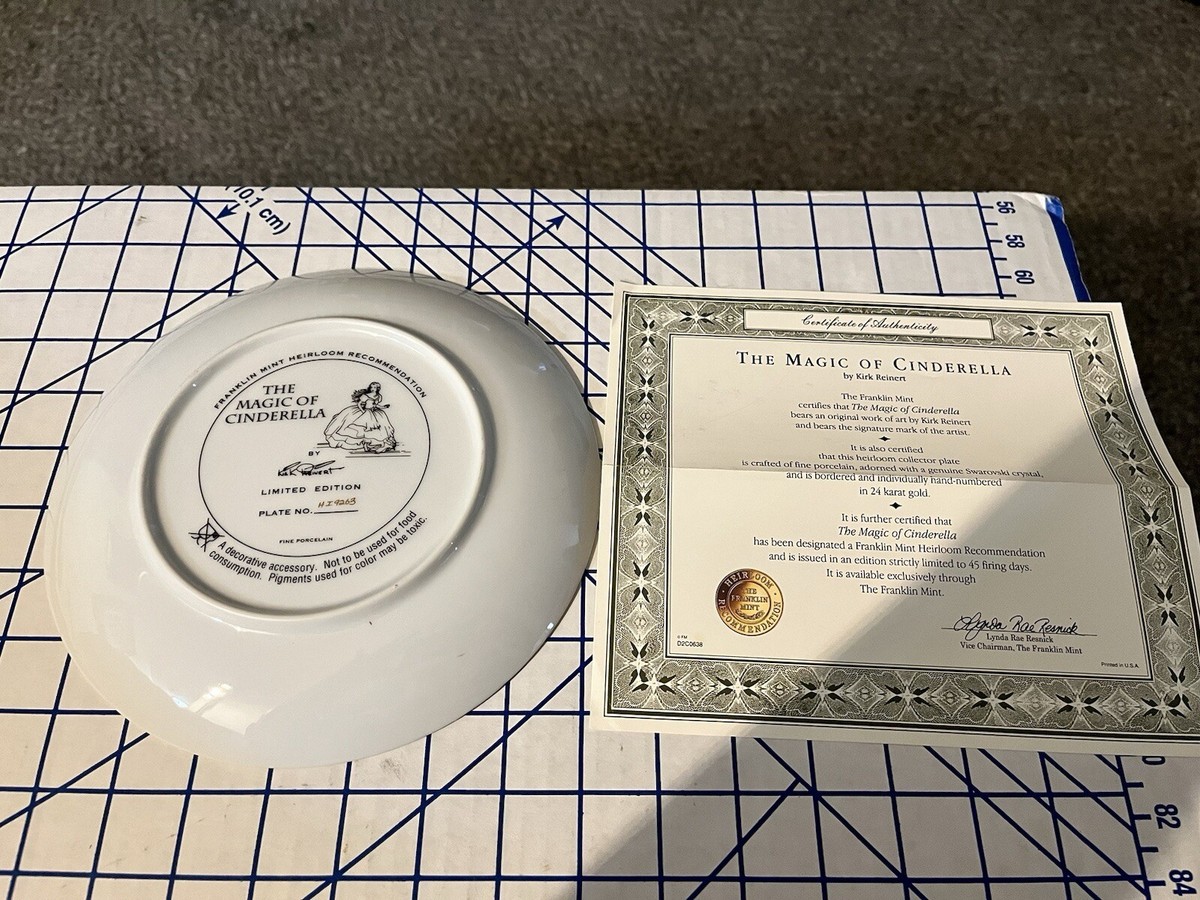 (10.1 cm)
56
58
60
FRANKLIN MINT HEIRLOOM RECOMMENDATION
THE
MAGIC OF
CINDERELLA
BY
KIRK REINERT
LIMITED EDITION
PLATE NO. HI9263
FINE PORCELAIN
A decorative accessory. Not to be used for food
consumption. Pigments used for color may be toxic.
Certificate of Authenticity
THE MAGIC OF CINDERELLA
by Kirk Reinert
The Franklin Mint
certifies that The Magic of Cinderella
bears an original work of art by Kirk Reinert
and bears the signature mark of the artist.
It is also certified
that this heirloom collector plate
is crafted of fine porcelain, adorned with a genuine Swarovski crystal,
and is bordered and individually hand-numbered
in 24 karat gold.
It is further certified that
The Magic of Cinderella
has been designated a Franklin Mint Heirloom Recommendation
and is issued in an edition strictly limited to 45 firing days.
It is available exclusively through
The Franklin Mint.
HEIRLOOM
THE
FRANKLIN
MINT
RECOMMENDATION
© FM
D2C0638
Lynda Rae Resnick
Lynda Rae Resnick
Vice Chairman, The Franklin Mint
Printed in U.S.A.
82
84